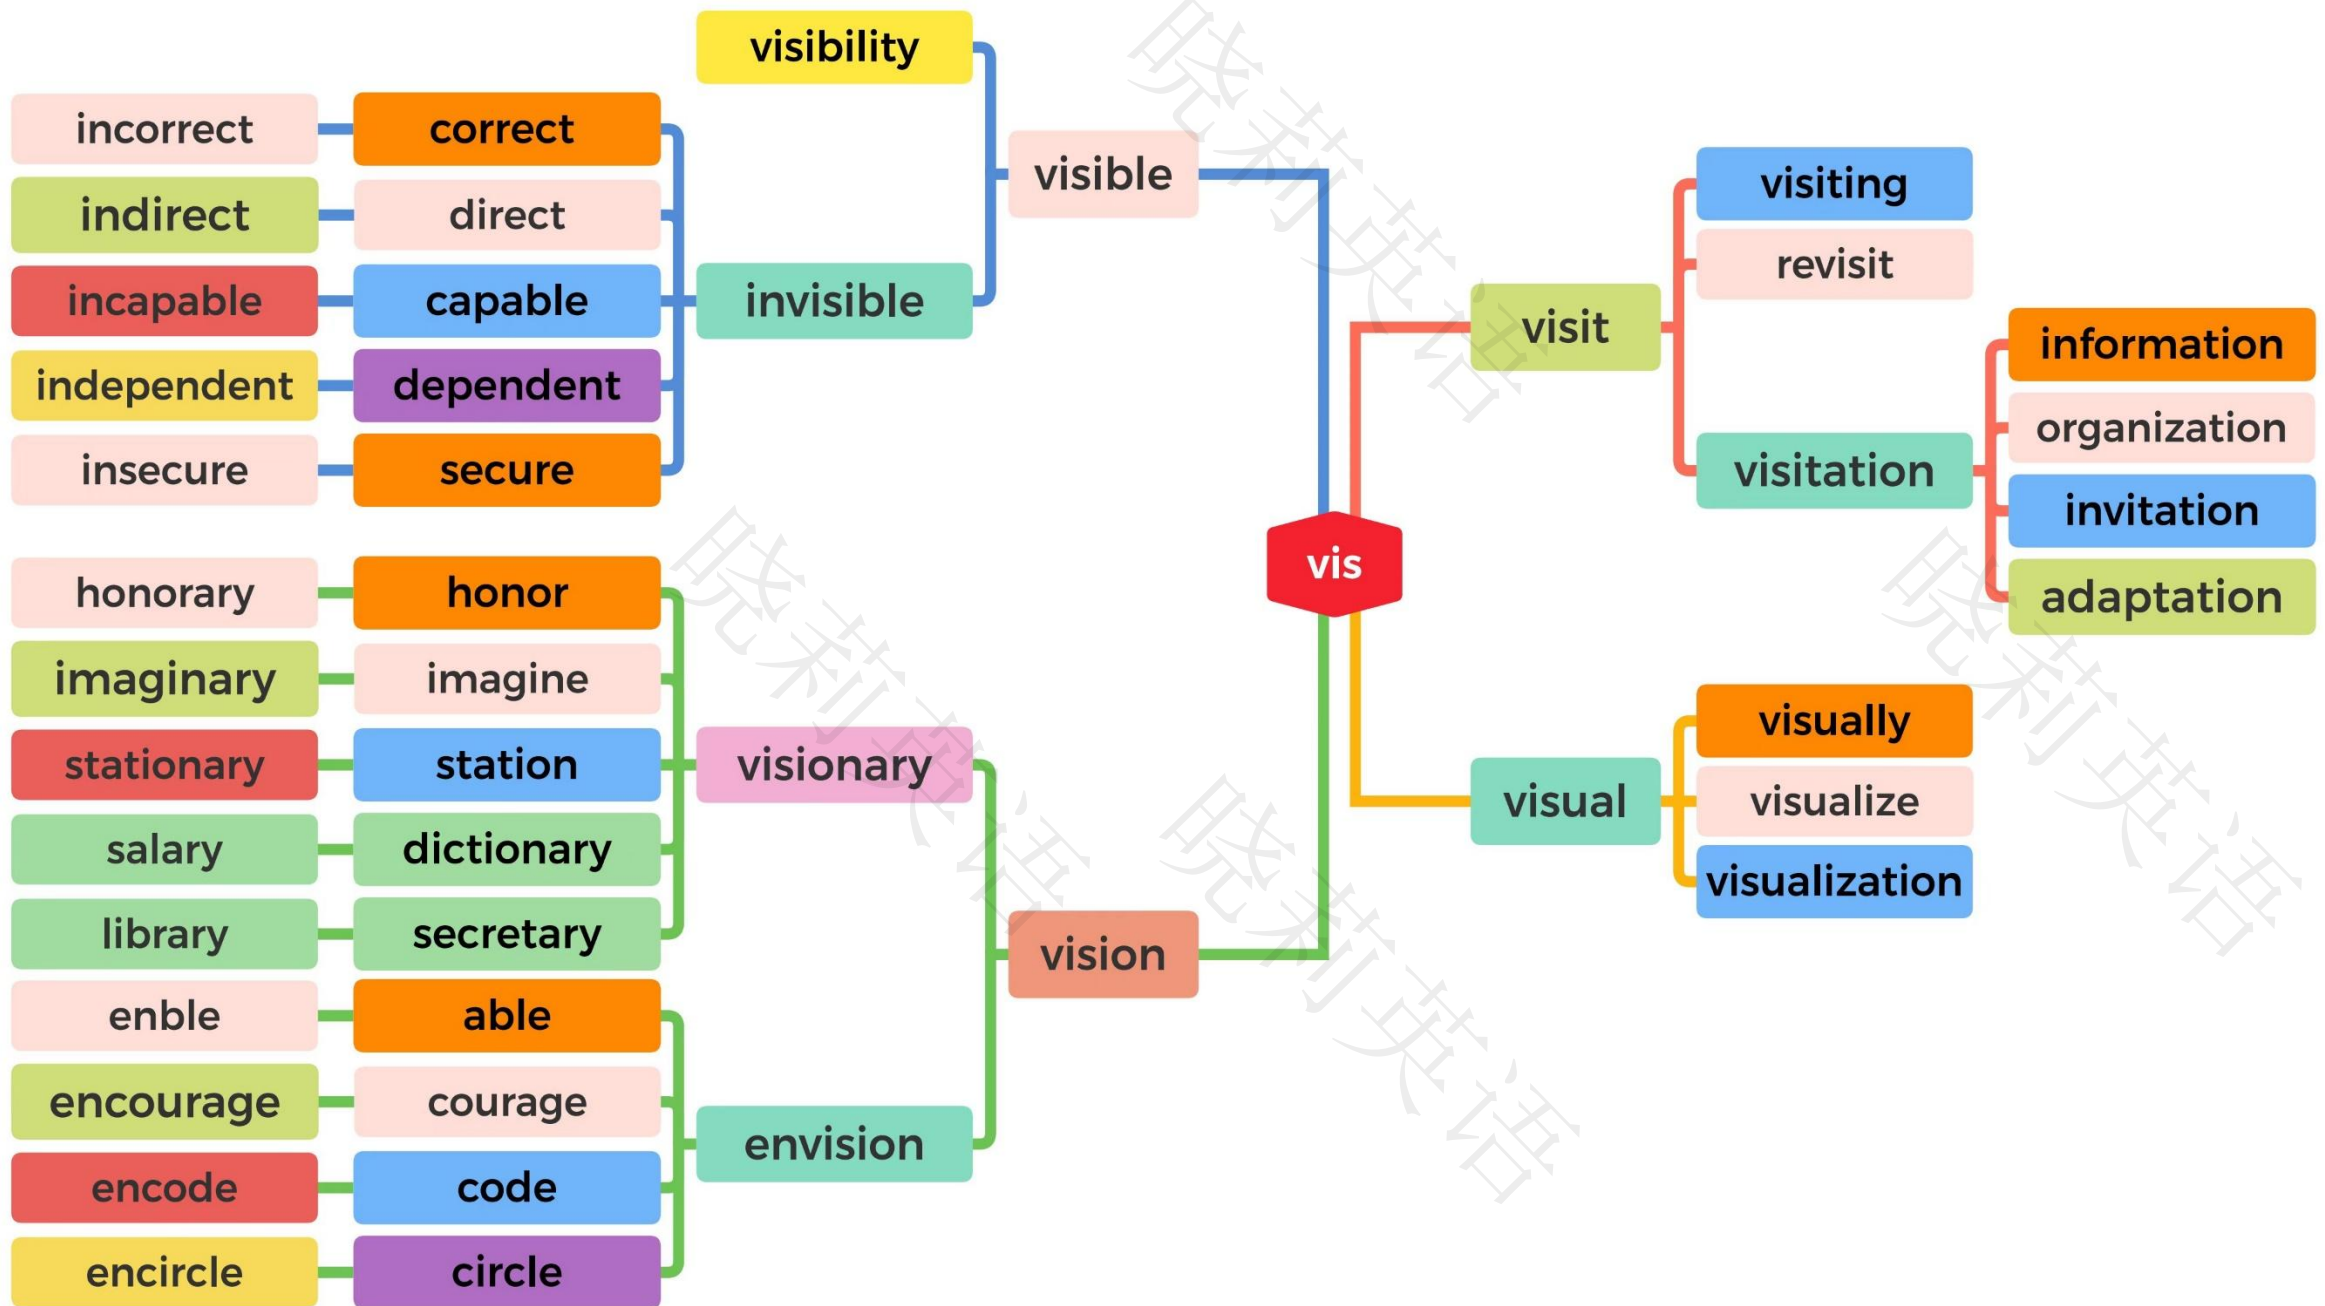 visibility
incorrect
correct
visible
visiting
indirect
direct
revisit
incapable
capable
invisible
visit
information
independent
dependent
organization
insecure
secure
visitation
invitation
vis
honorary
honor
adaptation
imaginary
imagine
visually
stationary
station
visionary
visual
visualize
salary
dictionary
visualization
library
secretary
vision
enble
able
encourage
courage
envision
encode
code
encircle
circle
晓莉英语
晓莉英语
晓莉英语
晓莉英语